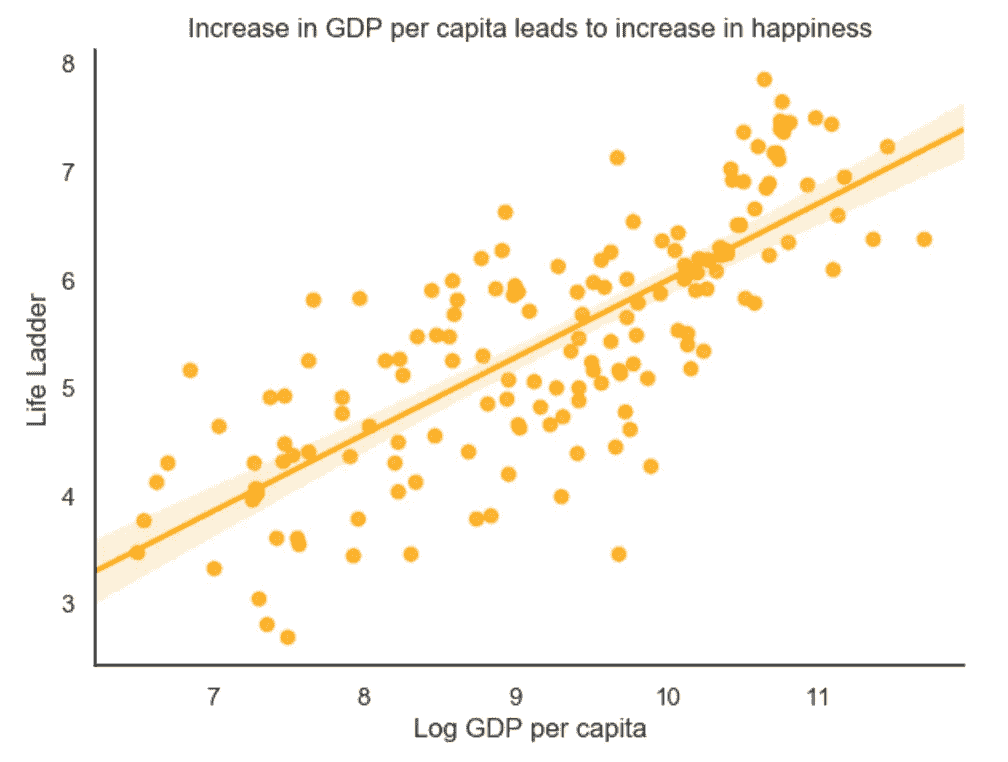 Increase in GDP per capita leads to increase in happiness
8
7
6
5
4
3
Life Ladder
7 8 9 10 11
Log GDP per capita